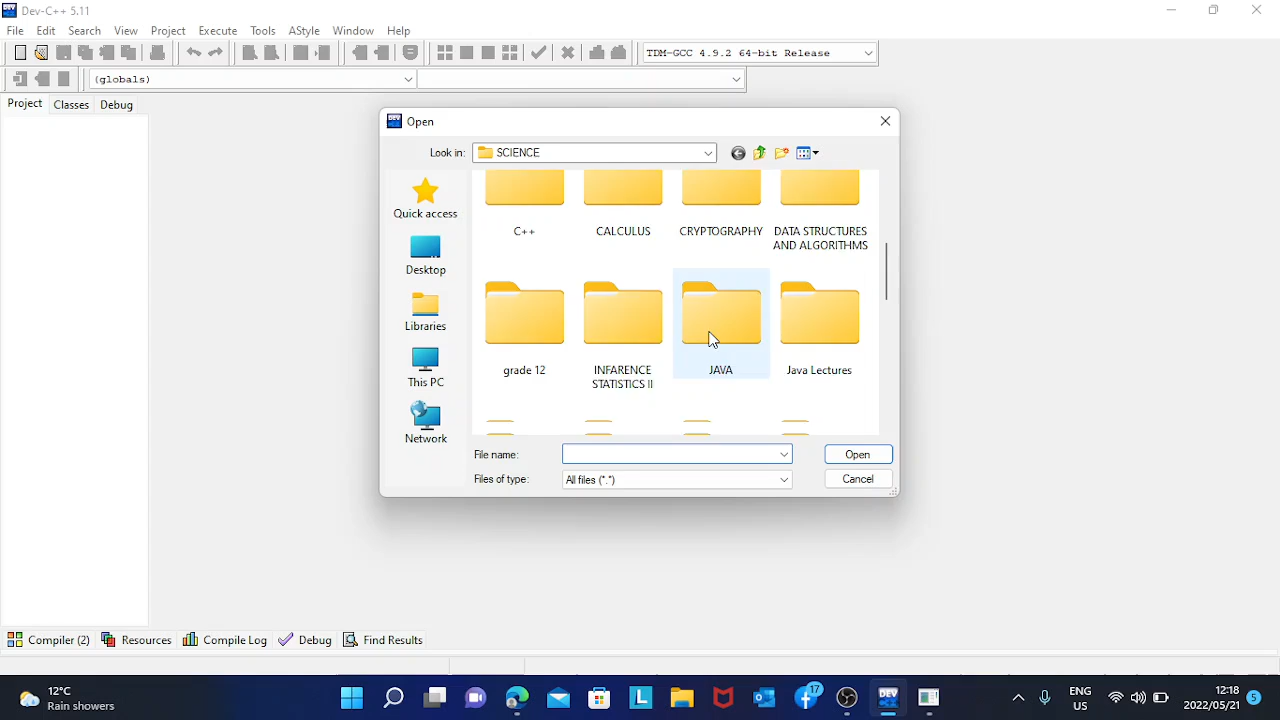 Dev-C++ 5.11
File Edit Search View Project Execute Tools AStyle Window Help
TDM-GCC 4.9.2 64-bit Release
(globals)
Project Classes Debug
Open
Look in: SCIENCE
Quick access
Desktop
Libraries
This PC
Network
C++ CALCULUS CRYPTOGRAPHY DATA STRUCTURES
AND ALGORITHMS
grade 12 INFARENCE JAVA Java Lectures
STATISTICS II
File name: Open
Files of type: All files (*.*) Cancel
Compiler (2) Resources Compile Log Debug Find Results
12°C
Rain showers
17
ENG
US
12:18
2022/05/21
5